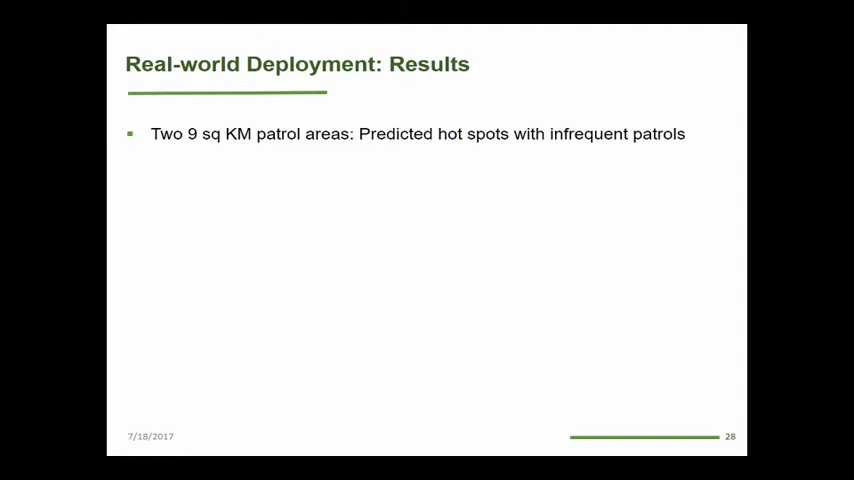 Real-world Deployment: Results
▪ Two 9 sq KM patrol areas: Predicted hot spots with infrequent patrols
7/18/2017
28